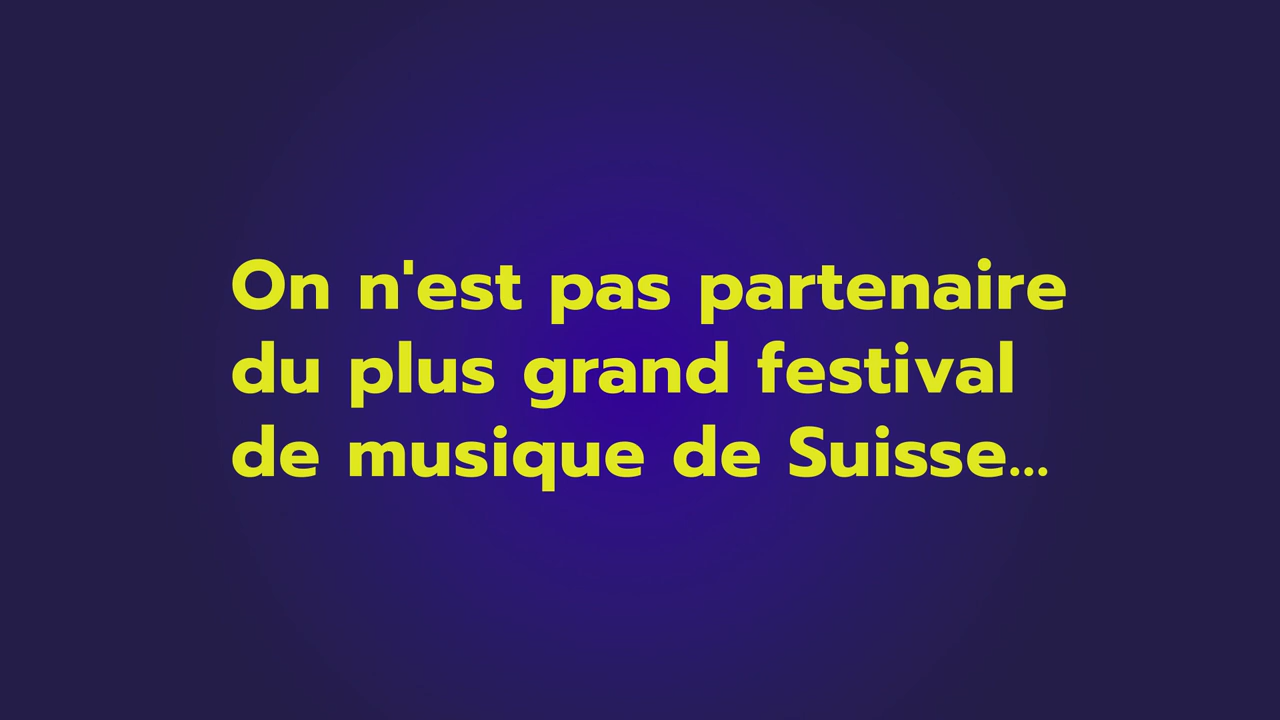 On n'est pas partenaire
du plus grand festival
de musique de Suisse...